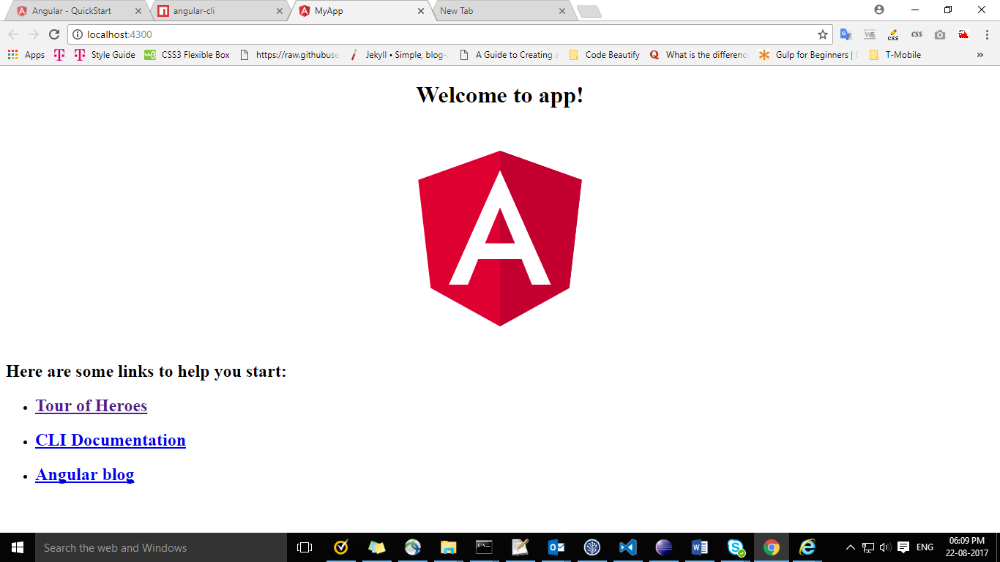 Angular - QuickStart
angular-cli
MyApp
New Tab
localhost:4300
Apps
Style Guide
CSS3 Flexible Box
https://raw.githubuse
Jekyll • Simple, blog-
A Guide to Creating
Code Beautify
What is the differenc
Gulp for Beginners |
T-Mobile
Welcome to app!
A
Here are some links to help you start:
• Tour of Heroes
• CLI Documentation
• Angular blog
Search the web and Windows
ENG
06:09 PM
22-08-2017